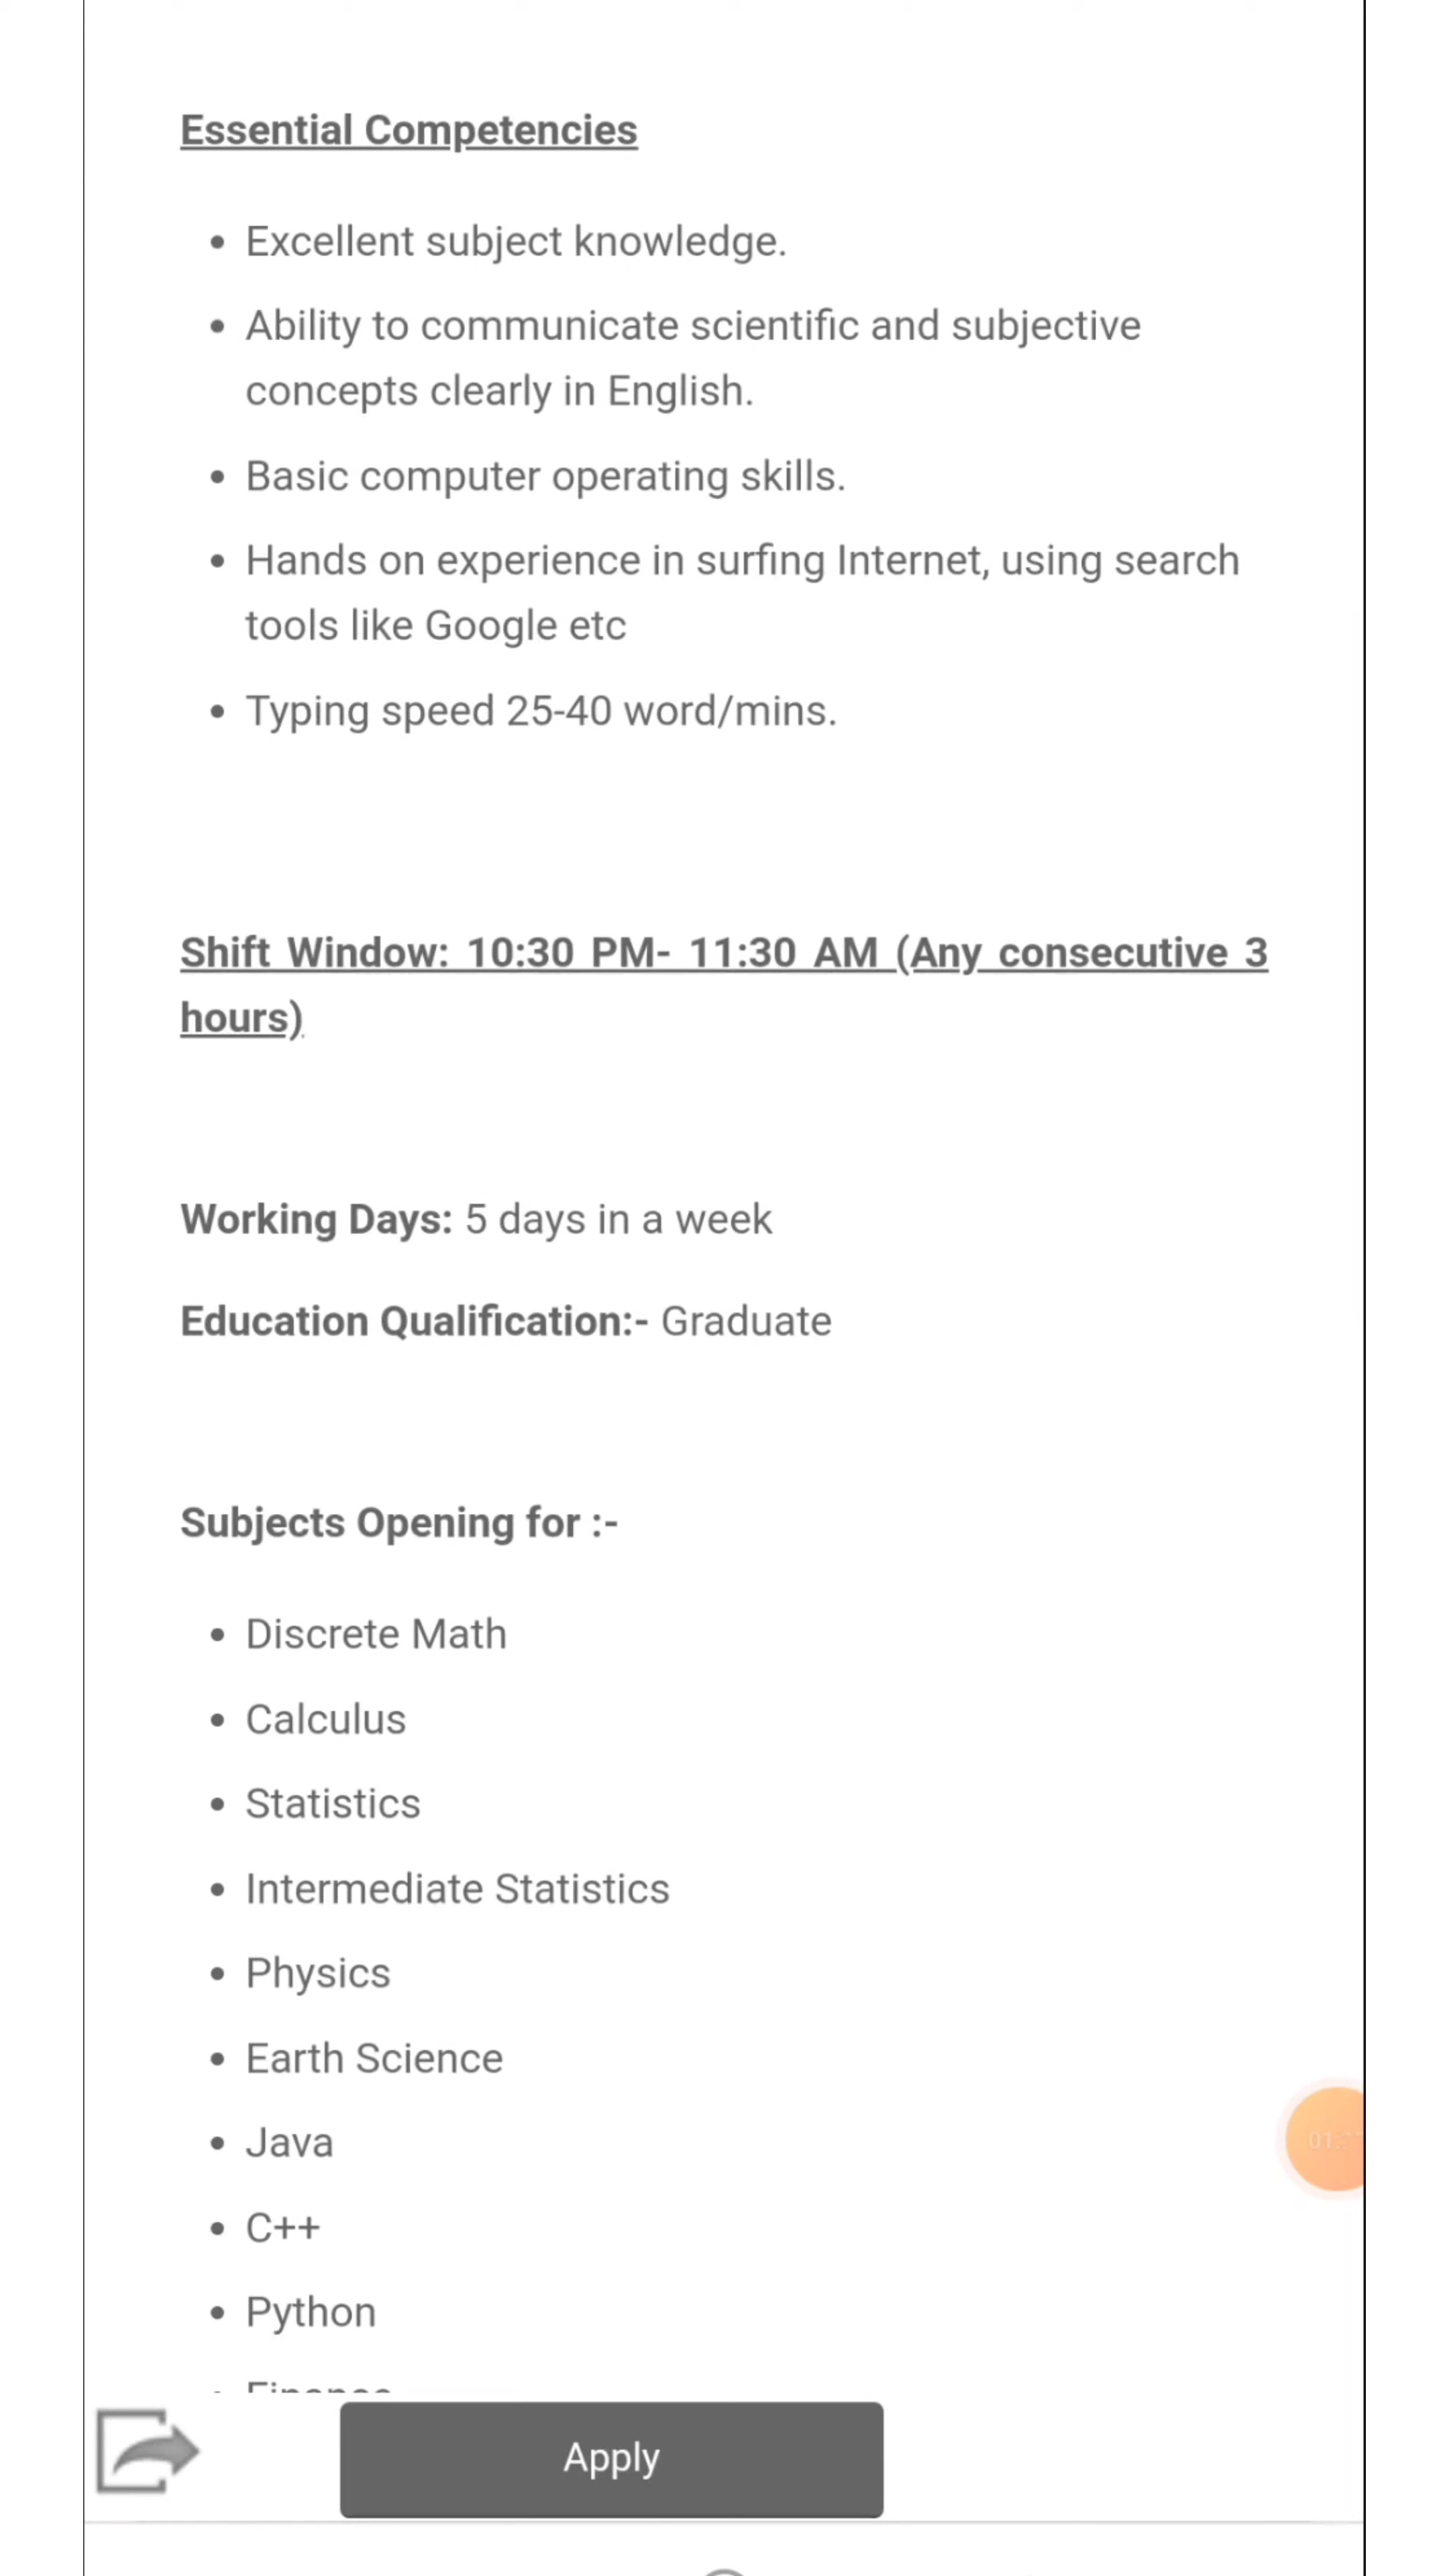 Essential Competencies
• Excellent subject knowledge.
• Ability to communicate scientific and subjective
concepts clearly in English.
• Basic computer operating skills.
• Hands on experience in surfing Internet, using search
tools like Google etc
• Typing speed 25-40 word/mins.
Shift Window: 10:30 PM- 11:30 AM (Any consecutive 3
hours)
Working Days: 5 days in a week
Education Qualification:- Graduate
Subjects Opening for :-
• Discrete Math
• Calculus
• Statistics
• Intermediate Statistics
• Physics
• Earth Science
• Java
• C++
• Python
Apply